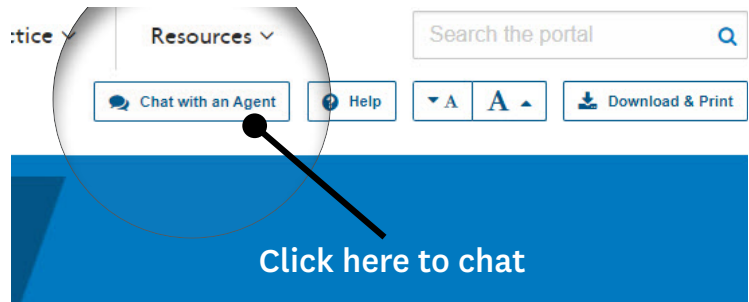 ctice Resources Search the portal
Chat with an Agent Help A A Download & Print
Click here to chat